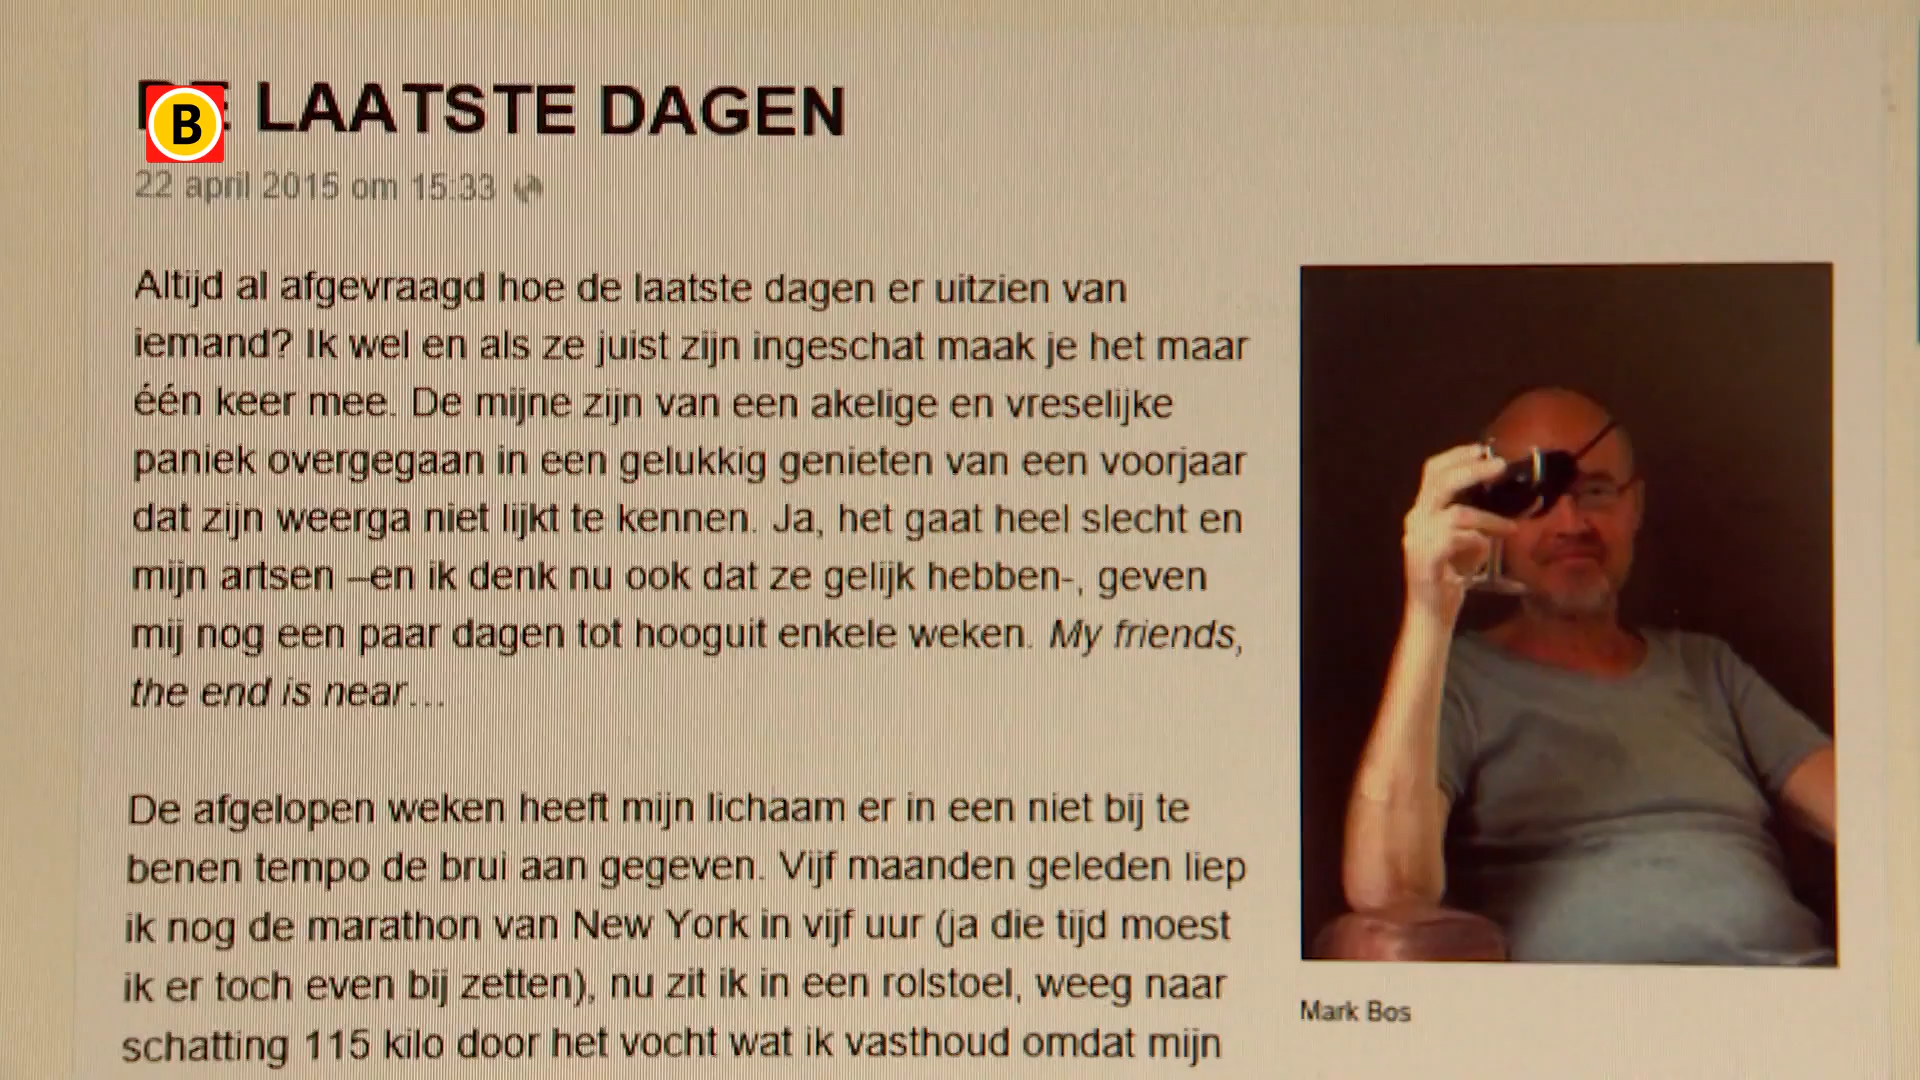 DE LAATSTE DAGEN
B
22 april 2015 om 15:33
Altijd al afgevraagd hoe de laatste dagen er uitzien van
iemand? Ik wel en als ze juist zijn ingeschat maak je het maar
één keer mee. De mijne zijn van een akelige en vreselijke
paniek overgegaan in een gelukkig genieten van een voorjaar
dat zijn weerga niet lijkt te kennen. Ja, het gaat heel slecht en
mijn artsen –en ik denk nu ook dat ze gelijk hebben-, geven
mij nog een paar dagen tot hooguit enkele weken. My friends,
the end is near…
De afgelopen weken heeft mijn lichaam er in een niet bij te
benen tempo de brui aan gegeven. Vijf maanden geleden liep
ik nog de marathon van New York in vijf uur (ja die tijd moest
ik er toch even bij zetten), nu zit ik in een rolstoel, weeg naar
schatting 115 kilo door het vocht wat ik vasthoud omdat mijn
Mark Bos